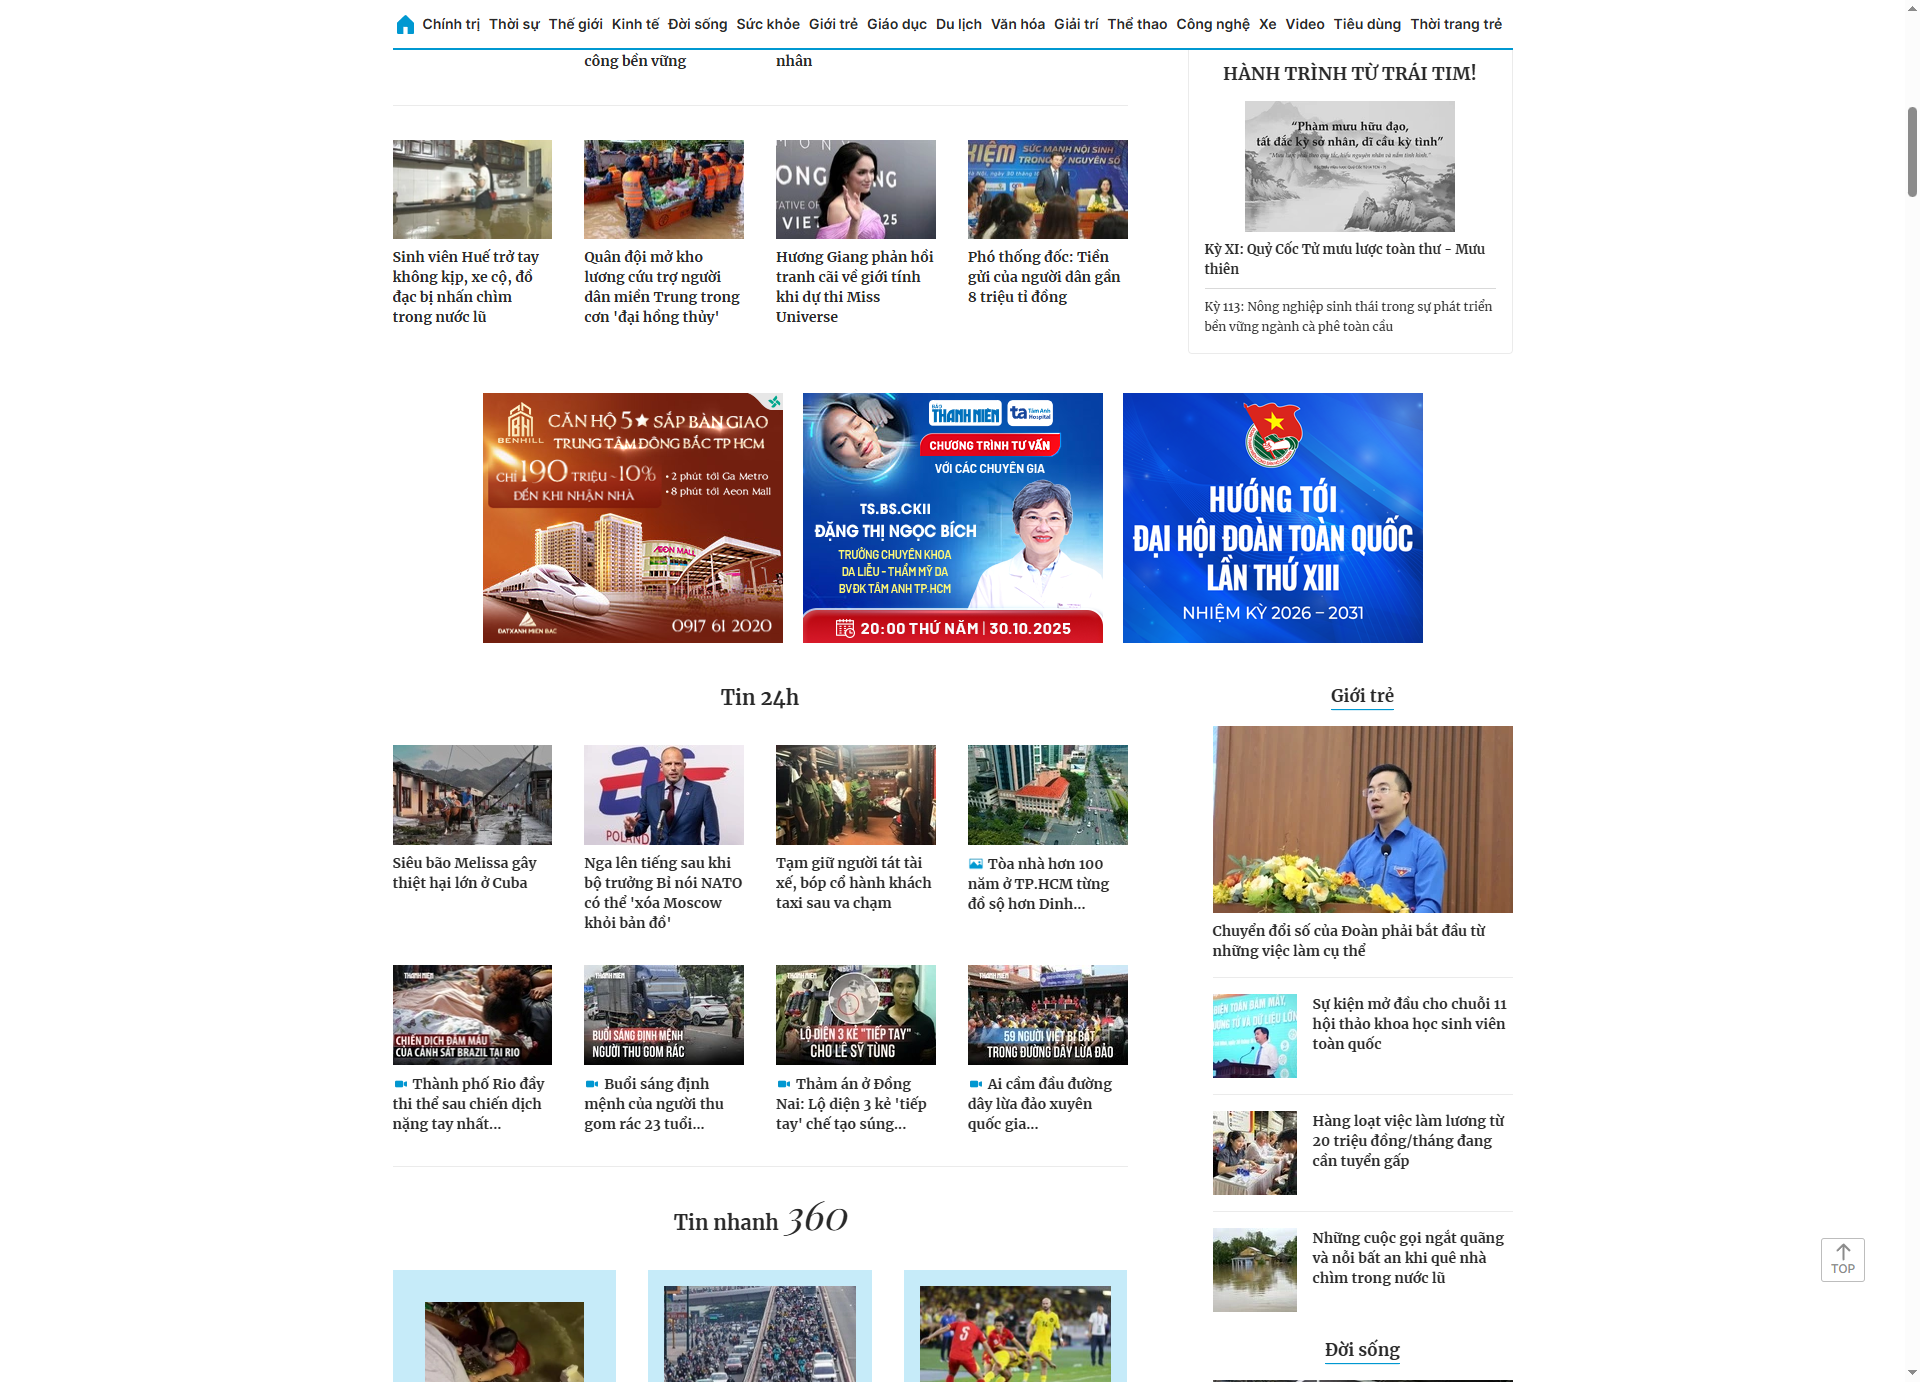 Chính trị Thời sự Thế giới Kinh tế Đời sống Sức khỏe Giới trẻ Giáo dục Du lịch Văn hóa Giải trí Thể thao Công nghệ Xe Video Tiêu dùng Thời trang trẻ
công bền vững
nhân
Sinh viên Huế trở tay
không kịp, xe cộ, đồ
đạc bị nhấn chìm
trong nước lũ
Quân đội mở kho
lương cứu trợ người
dân miền Trung trong
cơn 'đại hồng thủy'
Hương Giang phản hồi
tranh cãi về giới tính
khi dự thi Miss
Universe
SỨC MẠNH NỘI SINH
Phó thống đốc: Tiền
gửi của người dân gần
8 triệu tỉ đồng
HÀNH TRÌNH TỪ TRÁI TIM!
"Phàm mưu hữu đạo,
tất đắc kỳ sở nhân, dĩ cầu kỳ tình"
Kỳ XI: Quỷ Cốc Tử mưu lược toàn thư - Mưu
thiên
Kỳ 113: Nông nghiệp sinh thái trong sự phát triển
bền vững ngành cà phê toàn cầu
BENHILL
CĂN HỘ 5★ SẮP BÀN GIAO
TRUNG TÂM ĐÔNG BẮC TP HCM
CHỈ 190 TRIỆU ~ 10%
ĐẾN KHI NHẬN NHÀ
• 2 phút tới Ga Metro
• 8 phút tới Aeon Mall
AEON MALL
DATXANH MIEN BAC
0917 61 2020
BÁO
THANH NIÊN
ta Tâm Anh
Hospital
CHƯƠNG TRÌNH TƯ VẤN
VỚI CÁC CHUYÊN GIA
TS.BS.CKII
ĐẶNG THỊ NGỌC BÍCH
TRƯỞNG CHUYÊN KHOA
DA LIỄU - THẨM MỸ DA
BVĐK TÂM ANH TP.HCM
20:00 THỨ NĂM | 30.10.2025
HƯỚNG TỚI
ĐẠI HỘI ĐOÀN TOÀN QUỐC
LẦN THỨ XIII
NHIỆM KỲ 2026 – 2031
Tin 24h
Siêu bão Melissa gây
thiệt hại lớn ở Cuba
POLAND
Nga lên tiếng sau khi
bộ trưởng Bỉ nói NATO
có thể 'xóa Moscow
khỏi bản đồ'
Tạm giữ người tát tài
xế, bóp cổ hành khách
taxi sau va chạm
Tòa nhà hơn 100
năm ở TP.HCM từng
đồ sộ hơn Dinh...
THANH NIÊN
CHIẾN DỊCH ĐẪM MÁU
CỦA CẢNH SÁT BRAZIL TẠI RIO
Thành phố Rio đầy
thi thể sau chiến dịch
nặng tay nhất...
THANH NIÊN
BUỔI SÁNG ĐỊNH MỆNH
NGƯỜI THU GOM RÁC
Buổi sáng định
mệnh của người thu
gom rác 23 tuổi...
THANH NIÊN
LỘ DIỆN 3 KẺ "TIẾP TAY"
CHO LÊ SỸ TÙNG
Thảm án ở Đồng
Nai: Lộ diện 3 kẻ 'tiếp
tay' chế tạo súng...
THANH NIÊN
59 NGƯỜI VIỆT BỊ BẮT
TRONG ĐƯỜNG DÂY LỪA ĐẢO
Ai cầm đầu đường
dây lừa đảo xuyên
quốc gia...
Giới trẻ
Chuyển đổi số của Đoàn phải bắt đầu từ
những việc làm cụ thể
Sự kiện mở đầu cho chuỗi 11
hội thảo khoa học sinh viên
toàn quốc
Hàng loạt việc làm lương từ
20 triệu đồng/tháng đang
cần tuyển gấp
Những cuộc gọi ngắt quãng
và nỗi bất an khi quê nhà
chìm trong nước lũ
Đời sống
Tin nhanh 360
TOP